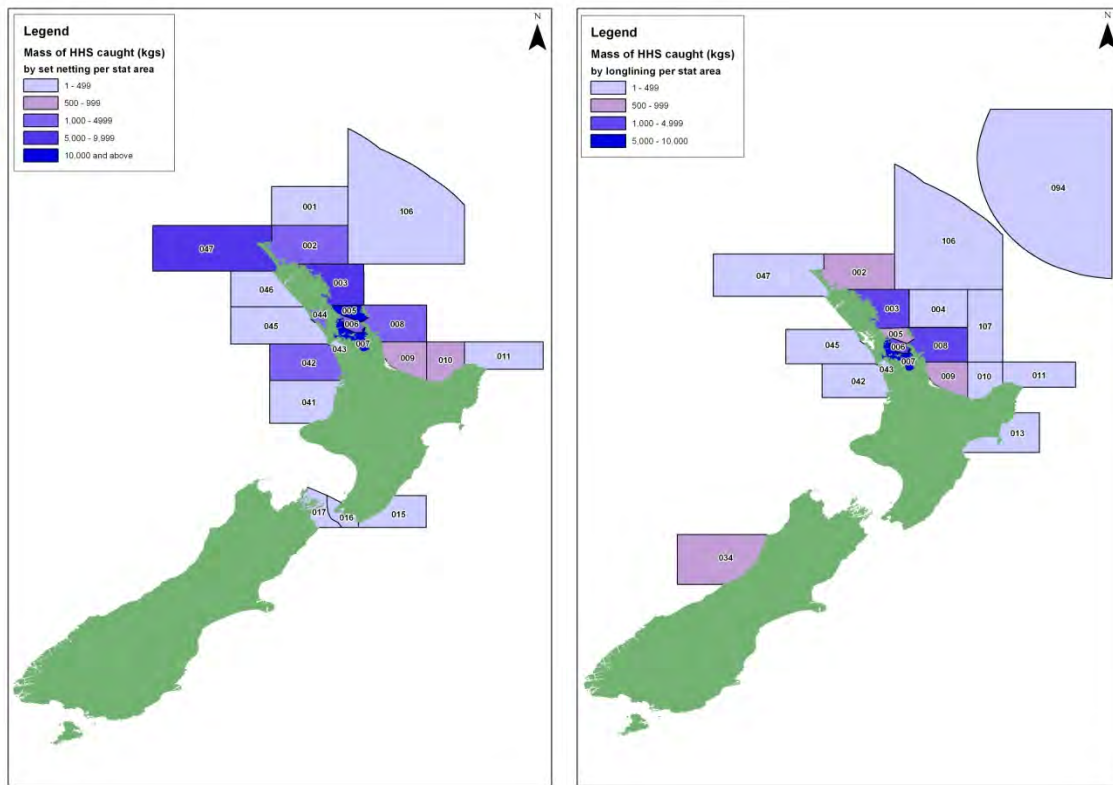 N
Legend
Mass of HHS caught (kgs)
by set netting per stat area
1 - 499
500 - 999
1,000 - 4999
5,000 - 9,999
10,000 and above
001
106
047
002
046
003
044
005
045
006
008
043
007
042
009
010
011
041
017
016
015
N
Legend
Mass of HHS caught (kgs)
by longlining per stat area
1 - 499
500 - 999
1,000 - 4,999
5,000 - 10,000
094
106
047
002
003
004
107
005
045
006
008
043
007
042
009
010
011
013
034